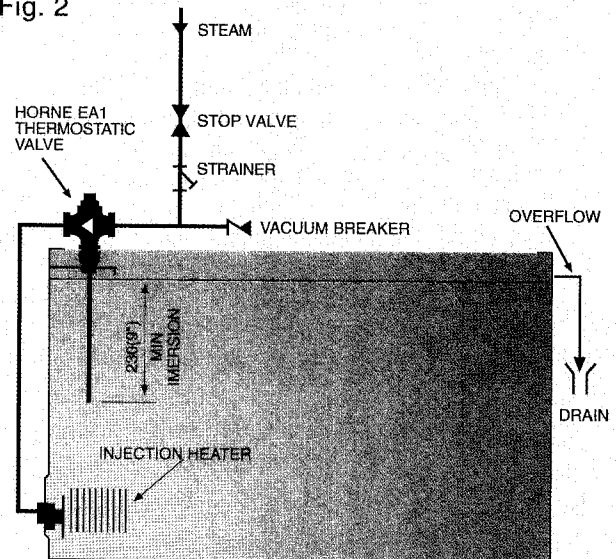 Fig. 2
STEAM
HORNE EA1
THERMOSTATIC
VALVE
STOP VALVE
STRAINER
VACUUM BREAKER
OVERFLOW
230(9")
MIN
IMERSION
DRAIN
INJECTION HEATER